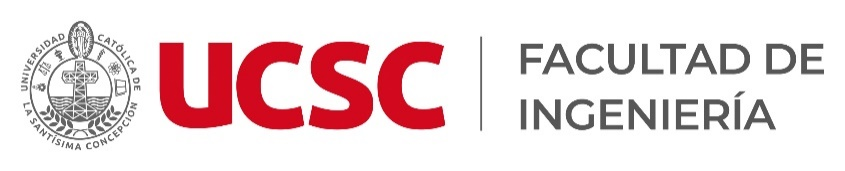 UNIVERSIDAD CATÓLICA DE
LA SANTÍSIMA CONCEPCIÓN
UCSC
FACULTAD DE
INGENIERÍA